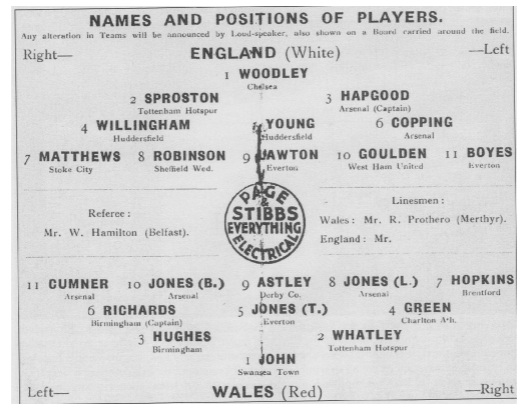 NAMES AND POSITIONS OF PLAYERS.
Any alteration in Teams will be announced by Loud-speaker, also shown on a Board carried around the field.
Right— ENGLAND (White) —Left
1 WOODLEY
Chelsea
2 SPROSTON 3 HAPGOOD
Tottenham Hotspur Arsenal (Captain)
4 WILLINGHAM 5 YOUNG 6 COPPING
Huddersfield Huddersfield Arsenal
7 MATTHEWS 8 ROBINSON 9 LAWTON 10 GOULDEN 11 BOYES
Stoke City Sheffield Wed. Everton West Ham United Everton
PAGE
&
STIBBS
EVERYTHING
ELECTRICAL
Referee :
Mr. W. Hamilton (Belfast).
Linesmen :
Wales : Mr. R. Prothero (Merthyr).
England : Mr.
11 CUMNER 10 JONES (B.) 9 ASTLEY 8 JONES (L.) 7 HOPKINS
Arsenal Arsenal Derby Co. Arsenal Brentford
6 RICHARDS 5 JONES (T.) 4 GREEN
Birmingham (Captain) Everton Charlton Ath.
3 HUGHES 2 WHATLEY
Birmingham Tottenham Hotspur
1 JOHN
Swansea Town
Left— WALES (Red) —Right